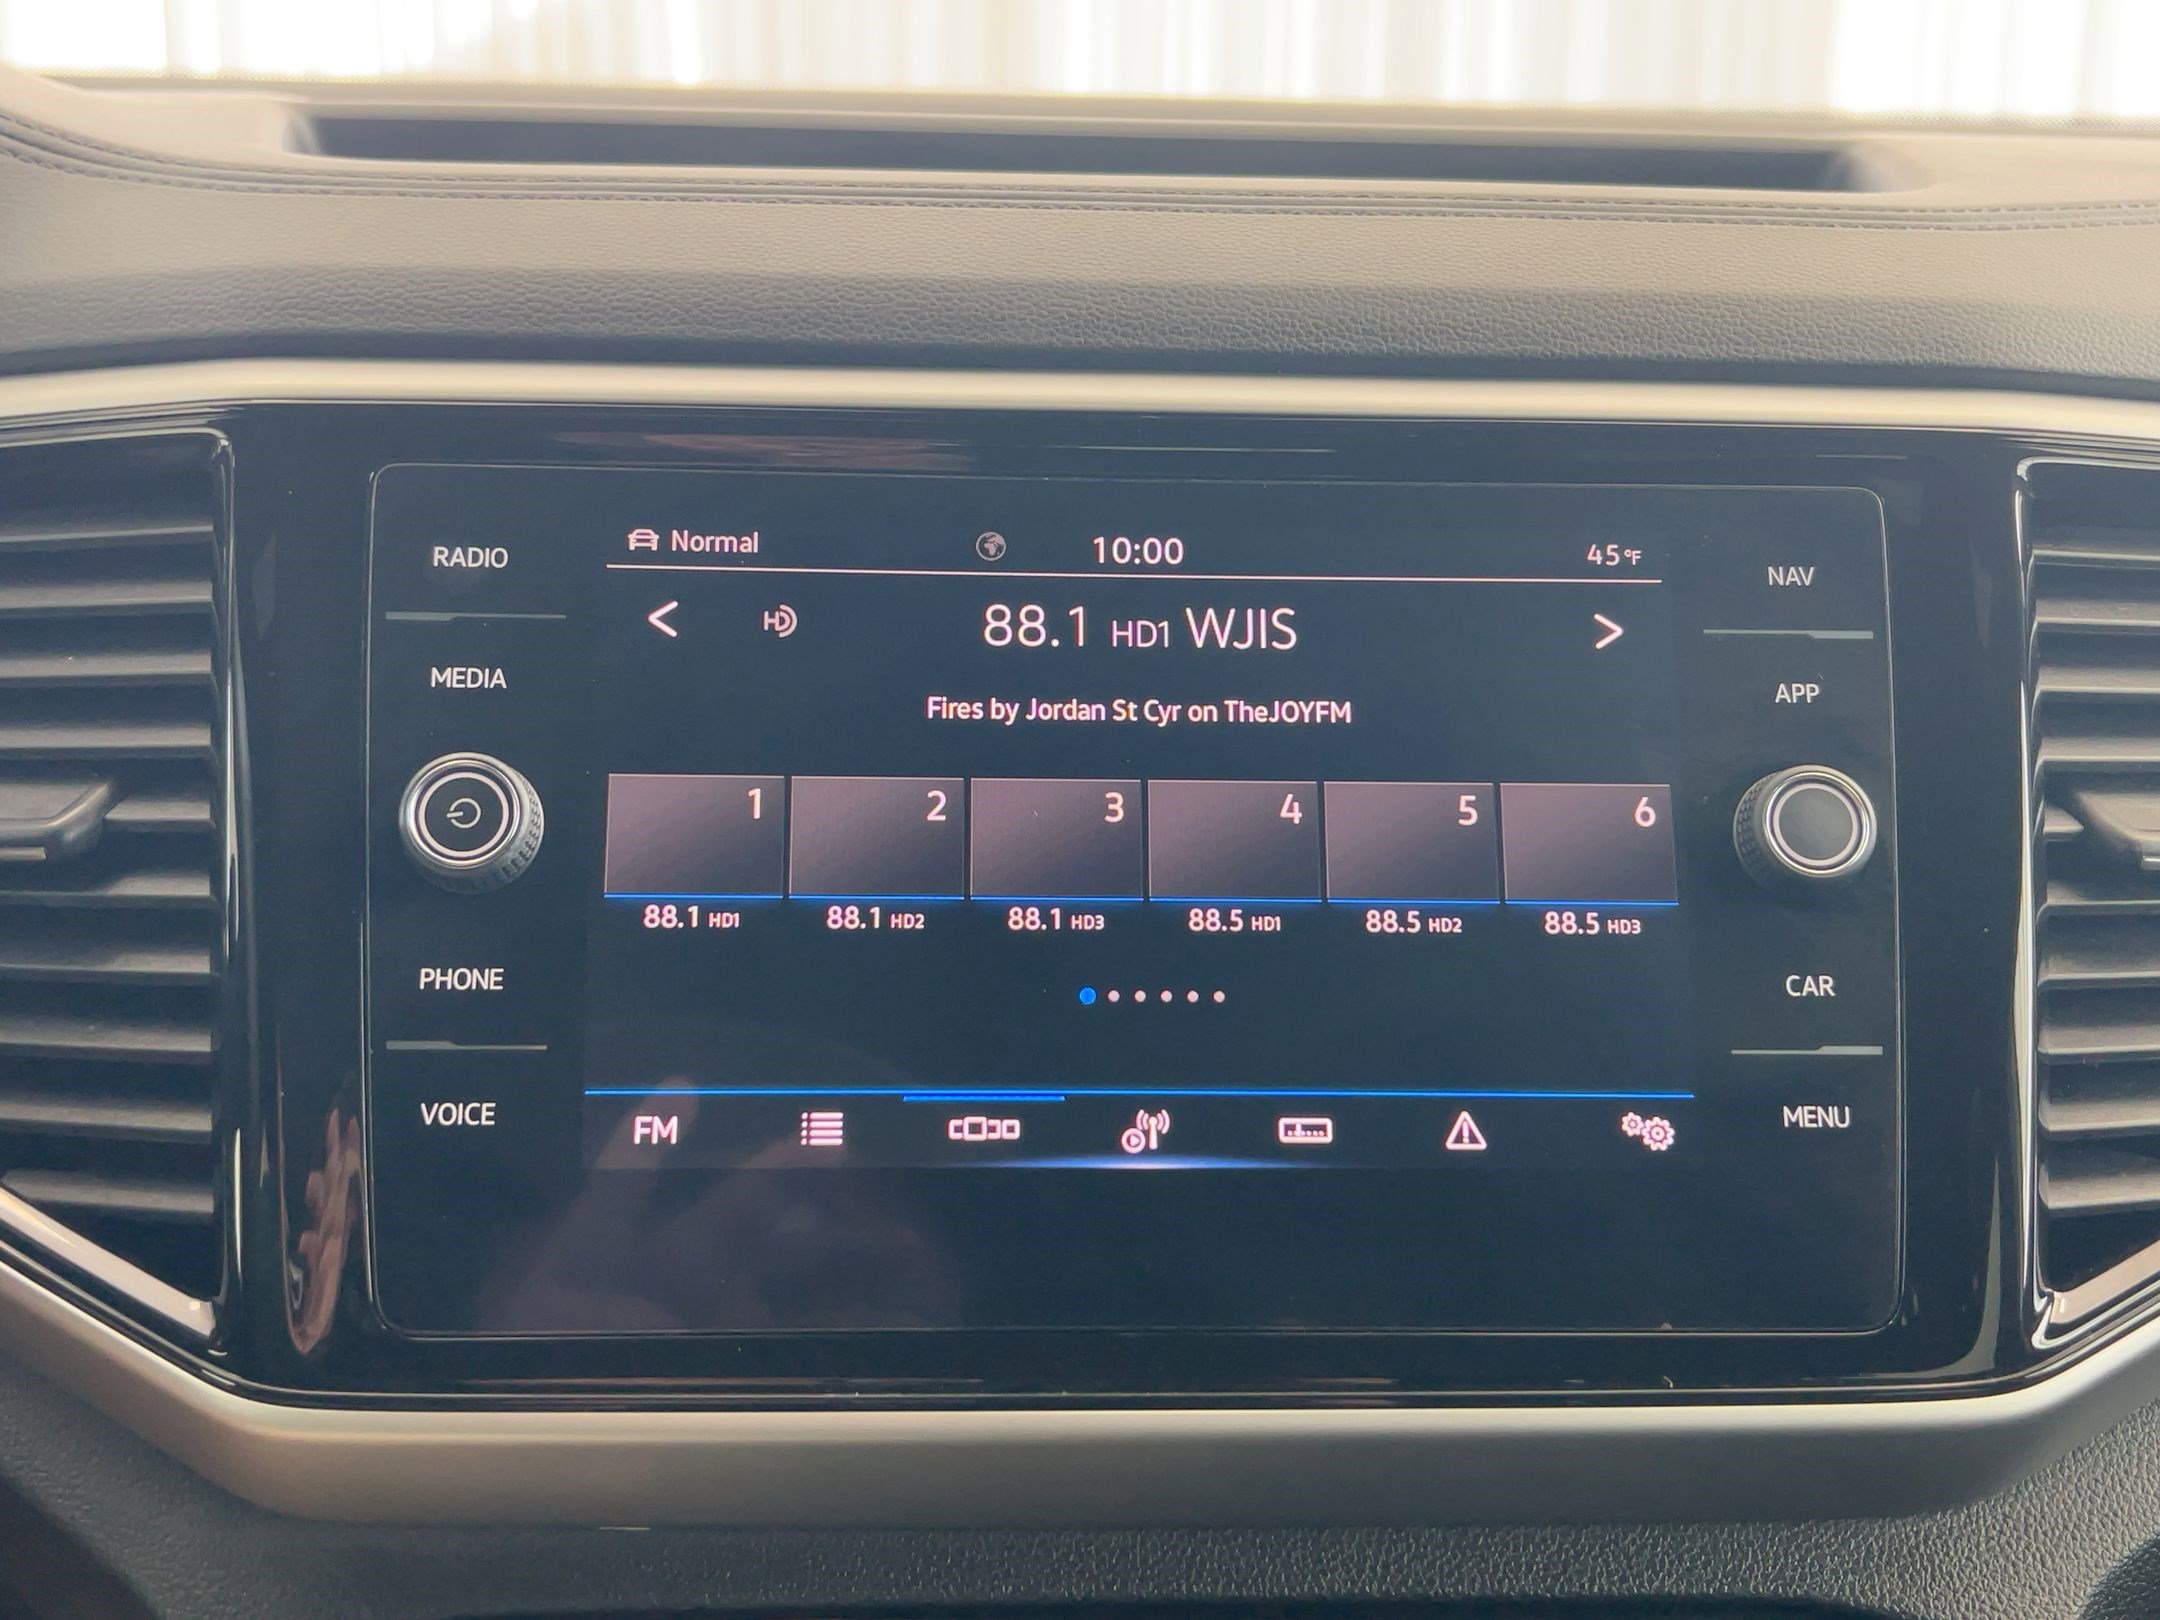 RADIO
MEDIA
PHONE
VOICE
Normal
10:00
45°F
< HD 88.1 HD1 WJIS >
Fires by Jordan St Cyr on TheJOYFM
1 2 3 4 5 6
88.1 HD1 88.1 HD2 88.1 HD3 88.5 HD1 88.5 HD2 88.5 HD3
FM
NAV
APP
CAR
MENU